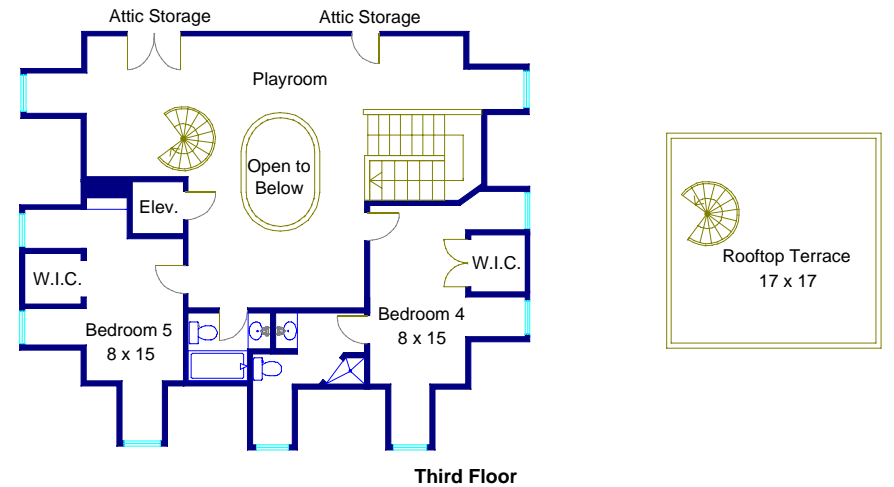 Attic Storage
Attic Storage
Playroom
Open to
Below
Elev.
W.I.C.
W.I.C.
Bedroom 5
8 x 15
Bedroom 4
8 x 15
Rooftop Terrace
17 x 17
Third Floor